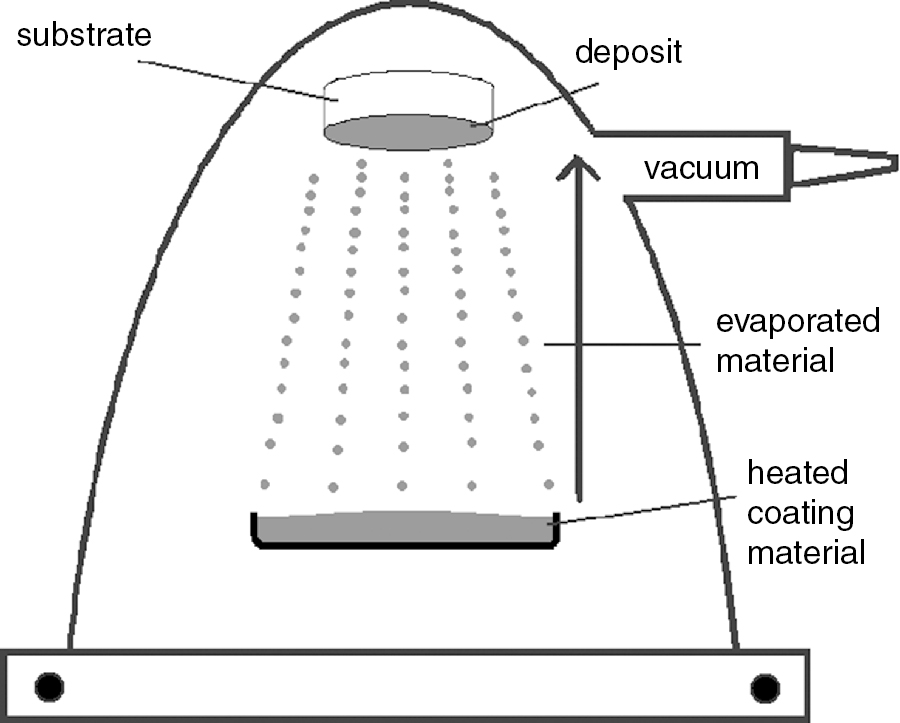 substrate
deposit
vacuum
evaporated
material
heated
coating
material